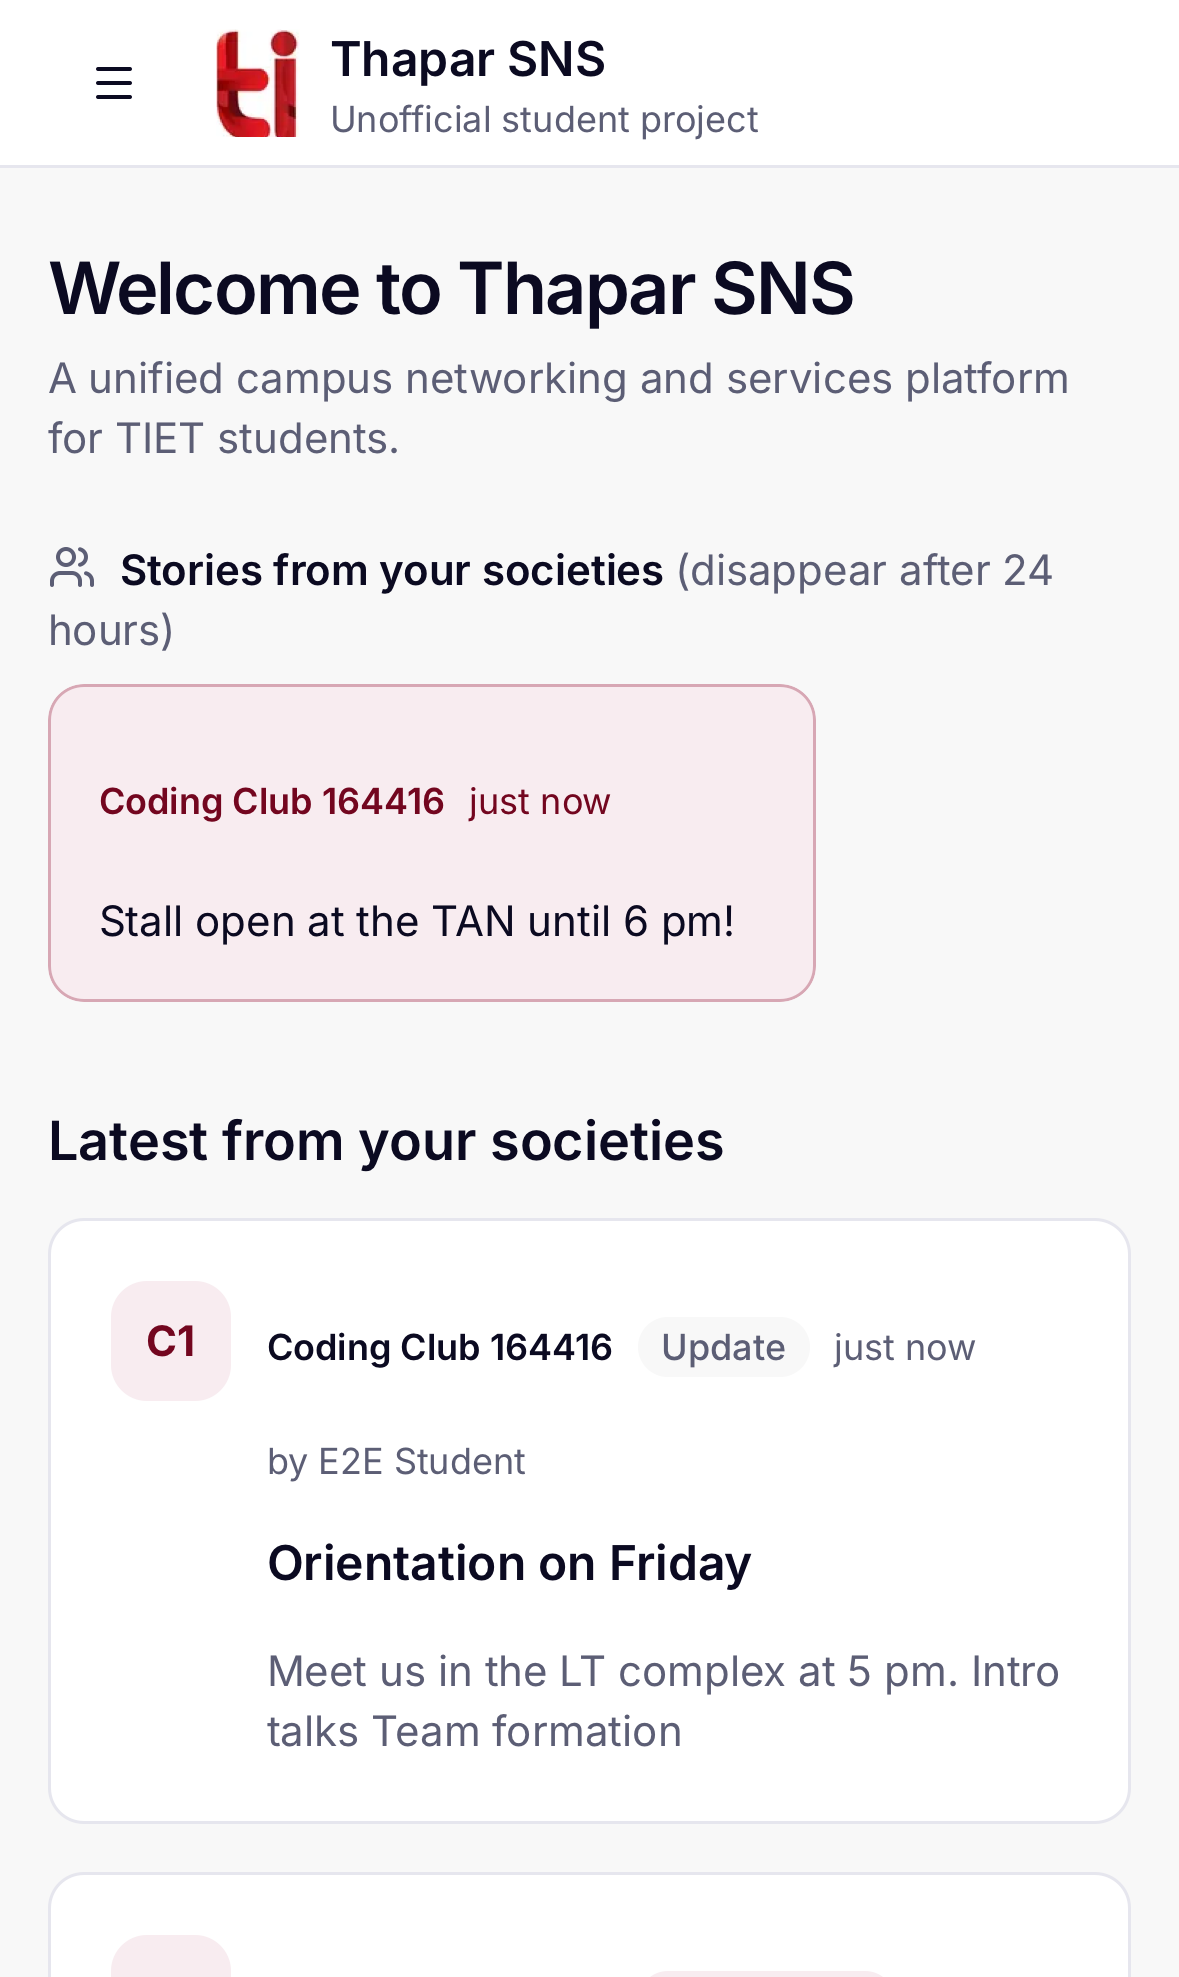 ti
Thapar SNS
Unofficial student project
Welcome to Thapar SNS
A unified campus networking and services platform
for TIET students.
Stories from your societies (disappear after 24
hours)
Coding Club 164416 just now
Stall open at the TAN until 6 pm!
Latest from your societies
C1
Coding Club 164416 Update just now
by E2E Student
Orientation on Friday
Meet us in the LT complex at 5 pm. Intro
talks Team formation